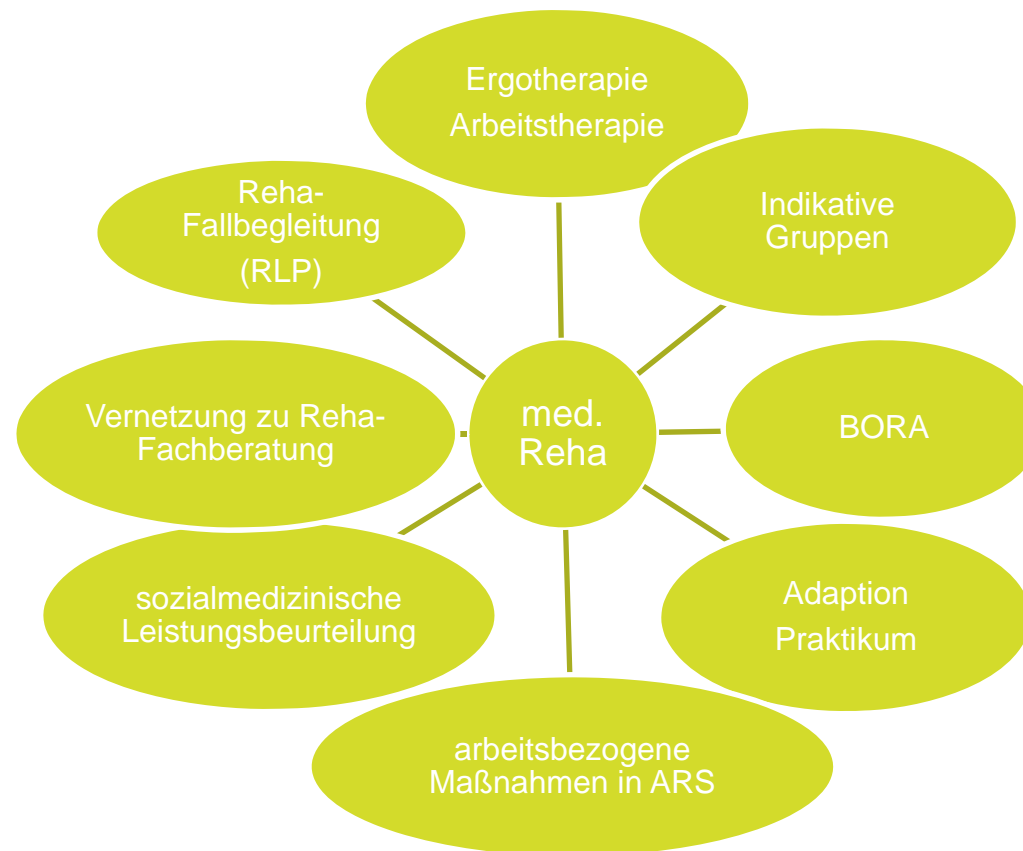 Ergotherapie
Arbeitstherapie
Indikative
Gruppen
BORA
Adaption
Praktikum
arbeitsbezogene
Maßnahmen in ARS
sozialmedizinische
Leistungsbeurteilung
Vernetzung zu Reha-
Fachberatung
Reha-
Fallbegleitung
(RLP)
med.
Reha